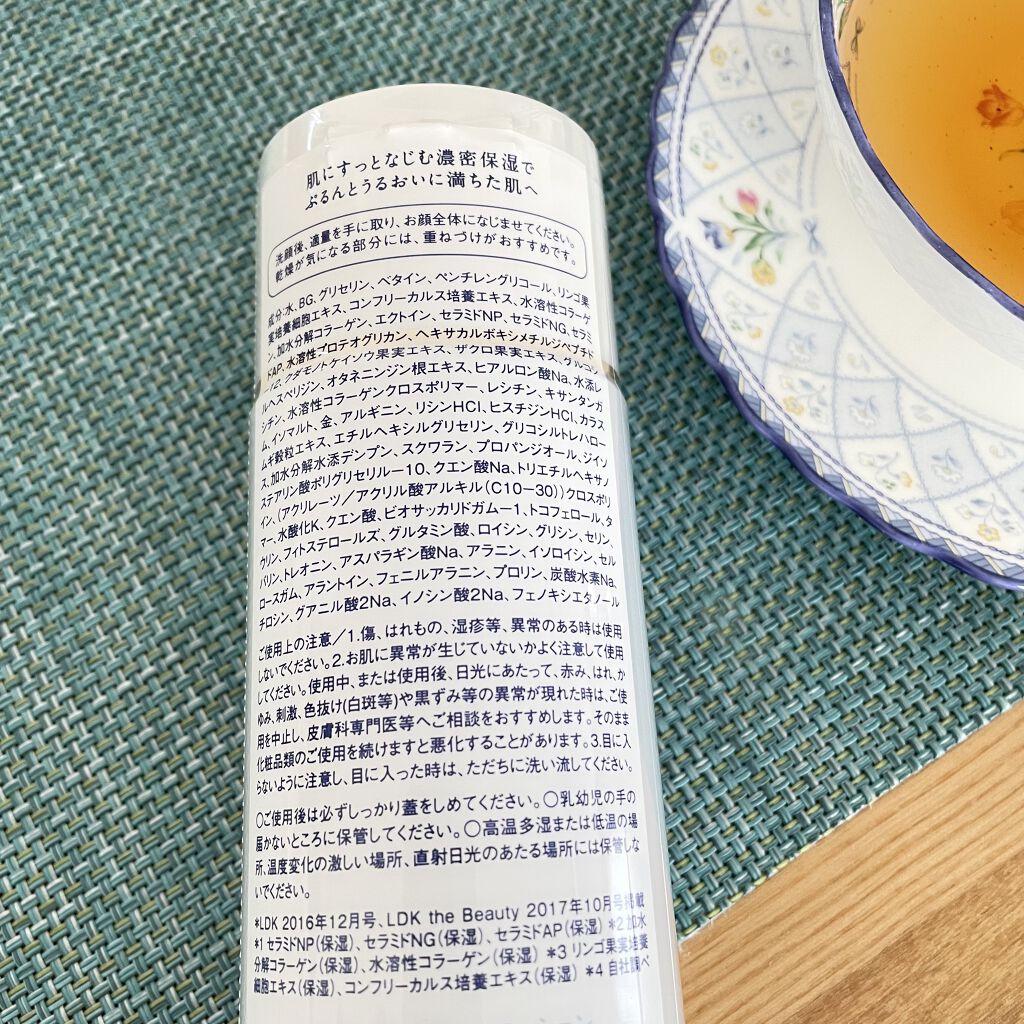 肌にすっとなじむ濃密保湿で
ぷるんとうるおいに満ちた肌へ
洗顔後、適量を手に取り、お顔全体になじませてください。
乾燥が気になる部分には、重ねづけがおすすめです。
成分:水、BG、グリセリン、ベタイン、ペンチレングリコール、リンゴ果
実培養細胞エキス、コンフリーカルス培養エキス、水溶性コラーゲ
ン、加水分解コラーゲン、エクトイン、セラミドNP、セラミドNG、セラミ
ドAP、水溶性プロテオグリカン、ヘキサカルボキシメチルジペプチド
-12、クダモノトケイソウ果実エキス、ザクロ果実エキス、グルコシ
ルヘスペリジン、オタネニンジン根エキス、ヒアルロン酸Na、水添レ
シチン、水溶性コラーゲンクロスポリマー、レシチン、キサンタンガ
ム、イソマルト、金、アルギニン、リシンHCl、ヒスチジンHCl、カラス
ムギ穀粒エキス、エチルヘキシルグリセリン、グリコシルトレハロー
ス、加水分解水添デンプン、スクワラン、プロパンジオール、ジイソ
ステアリン酸ポリグリセリル-10、クエン酸Na、トリエチルヘキサノ
イン、(アクリレーツ/アクリル酸アルキル(C10-30))クロスポリ
マー、水酸化K、クエン酸、ビオサッカリドガム-1、トコフェロール、タ
ウリン、フィトステロールズ、グルタミン酸、ロイシン、グリシン、セリン、
バリン、トレオニン、アスパラギン酸Na、アラニン、イソロイシン、セル
ロースガム、アラントイン、フェニルアラニン、プロリン、炭酸水素Na、
チロシン、グアニル酸2Na、イノシン酸2Na、フェノキシエタノール
ご使用上の注意/1.傷、はれもの、湿疹等、異常のある時は使用
しないでください。2.お肌に異常が生じていないかよく注意して使用
してください。使用中、または使用後、日光にあたって、赤み、はれ、か
ゆみ、刺激、色抜け(白斑等)や黒ずみ等の異常が現れた時は、ご使
用を中止し、皮膚科専門医等へご相談をおすすめします。そのまま
化粧品類のご使用を続けますと悪化することがあります。3.目に入
らないように注意し、目に入った時は、ただちに洗い流してください。
○ご使用後は必ずしっかり蓋をしめてください。○乳幼児の手の
届かないところに保管してください。○高温多湿または低温の場
所、温度変化の激しい場所、直射日光のあたる場所には保管しな
いでください。
*LDK 2016年12月号、LDK the Beauty 2017年10月号掲載
*1 セラミドNP(保湿)、セラミドNG(保湿)、セラミドAP(保湿) *2 加水
分解コラーゲン(保湿)、水溶性コラーゲン(保湿) *3 リンゴ果実培養
細胞エキス(保湿)、コンフリーカルス培養エキス(保湿) *4 自社調べ